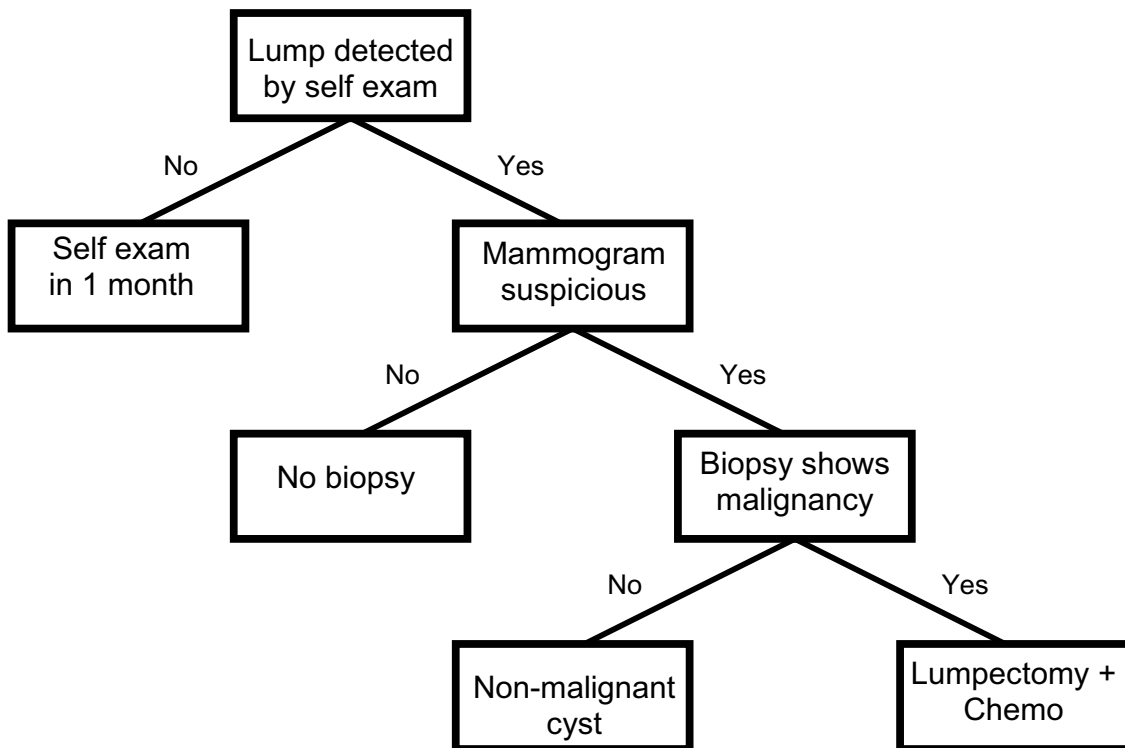 Lump detected
by self exam
No
Yes
Self exam
in 1 month
Mammogram
suspicious
No
Yes
No biopsy
Biopsy shows
malignancy
No
Yes
Non-malignant
cyst
Lumpectomy +
Chemo